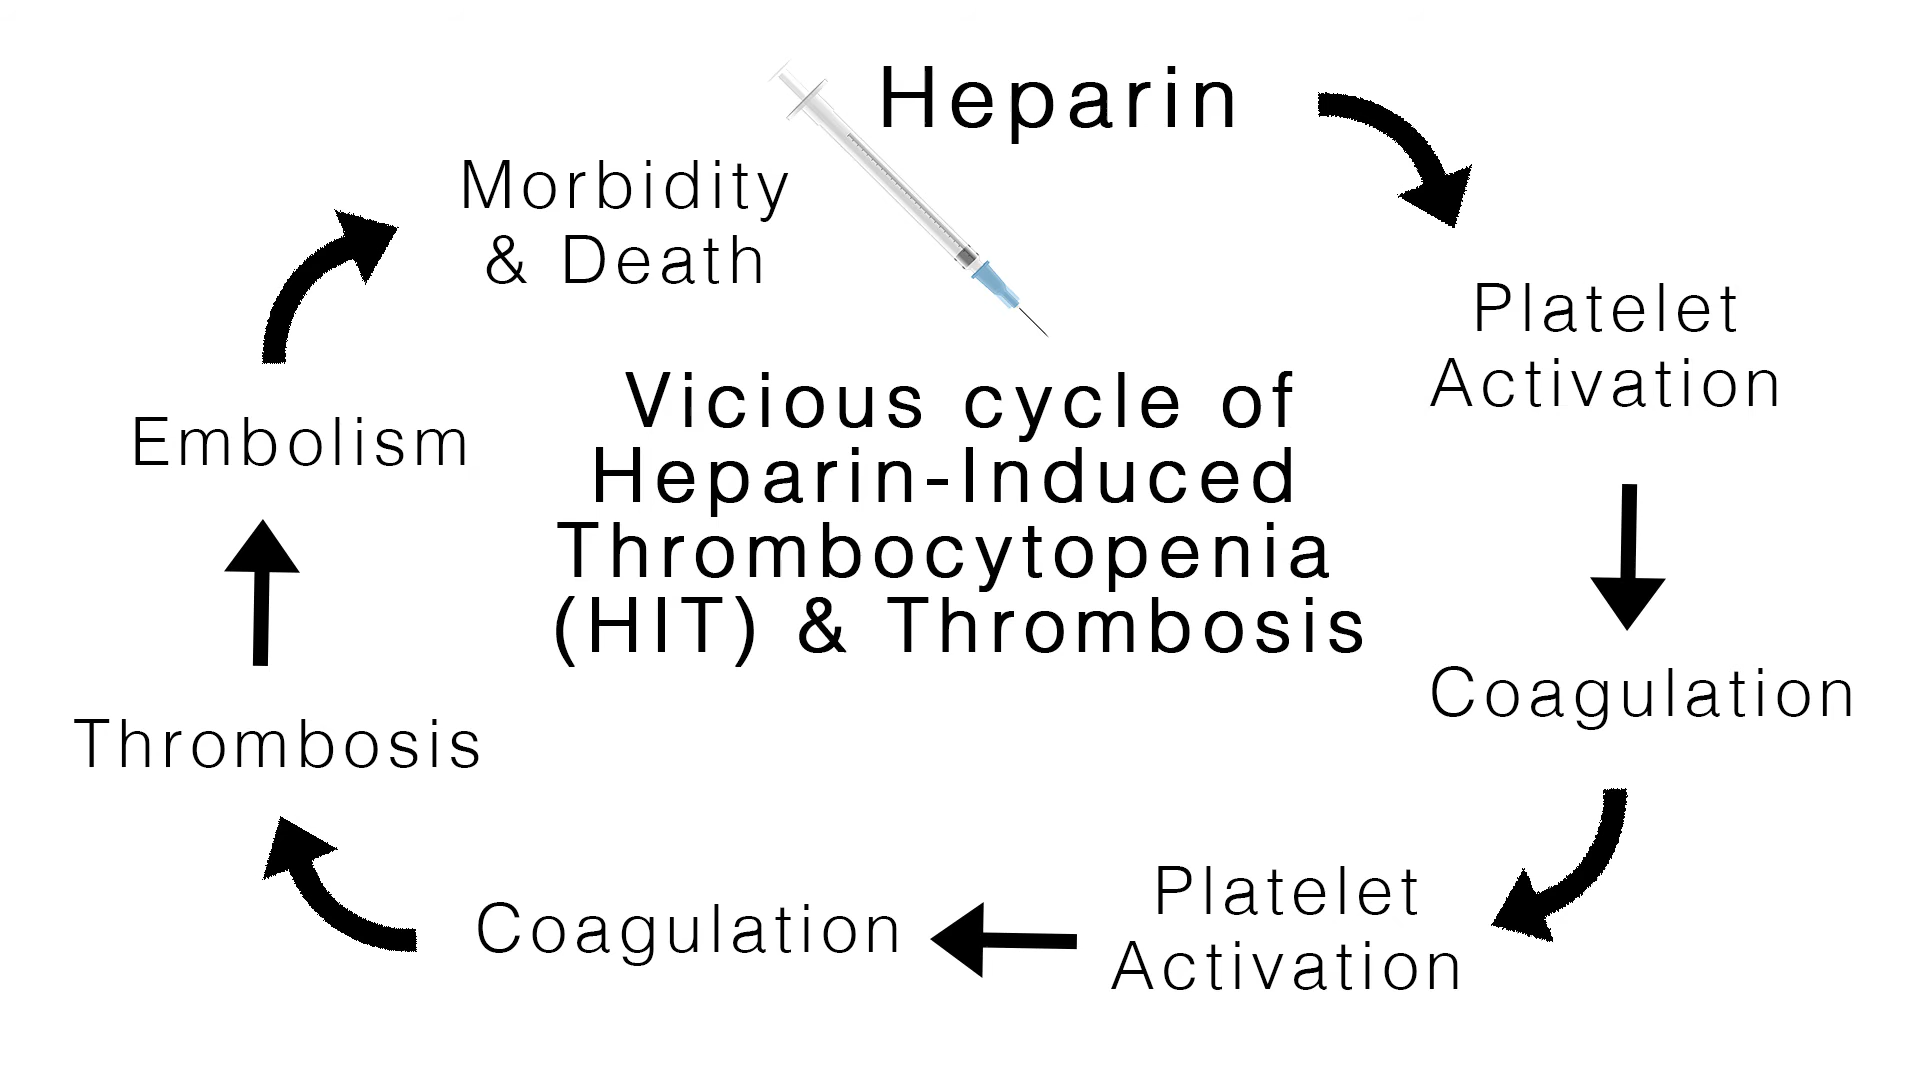 Heparin
Platelet
Activation
Coagulation
Platelet
Activation
Coagulation
Thrombosis
Embolism
Morbidity
& Death
Vicious cycle of
Heparin-Induced
Thrombocytopenia
(HIT) & Thrombosis